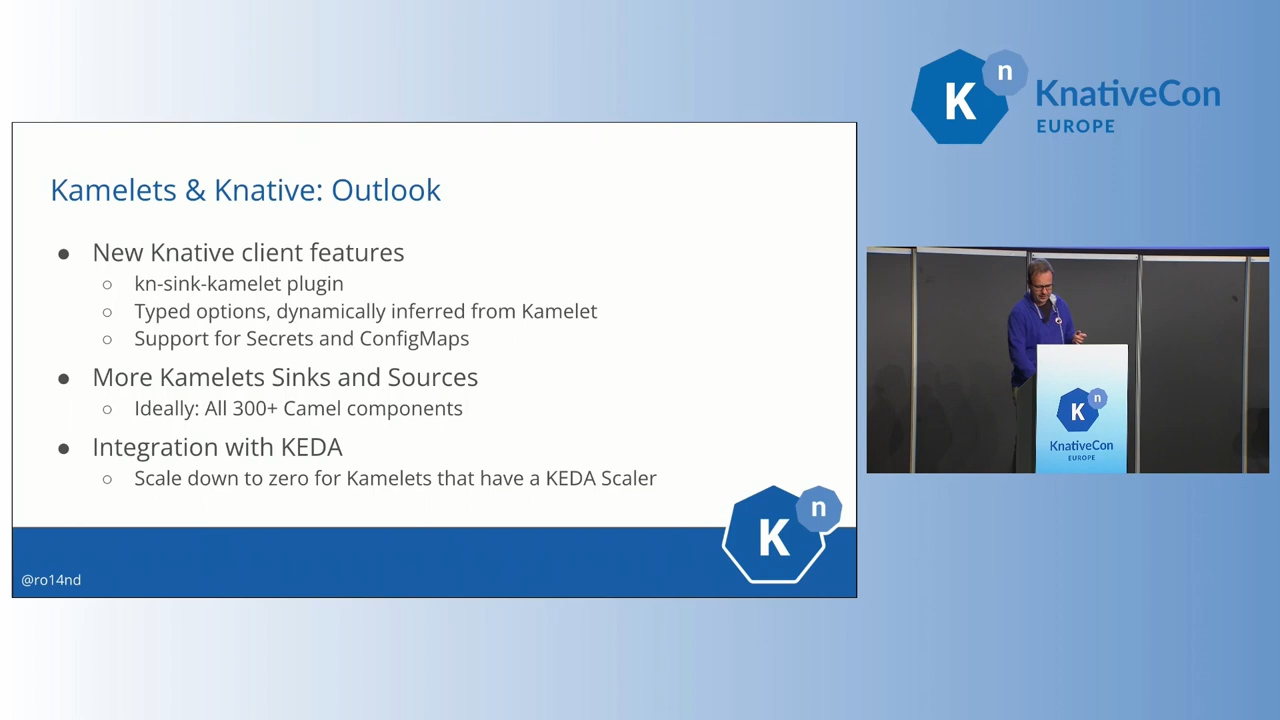 K n
KnativeCon
EUROPE
Kamelets & Knative: Outlook
● New Knative client features
○ kn-sink-kamelet plugin
○ Typed options, dynamically inferred from Kamelet
○ Support for Secrets and ConfigMaps
● More Kamelets Sinks and Sources
○ Ideally: All 300+ Camel components
● Integration with KEDA
○ Scale down to zero for Kamelets that have a KEDA Scaler
K n
@ro14nd
K n
KnativeCon
EUROPE